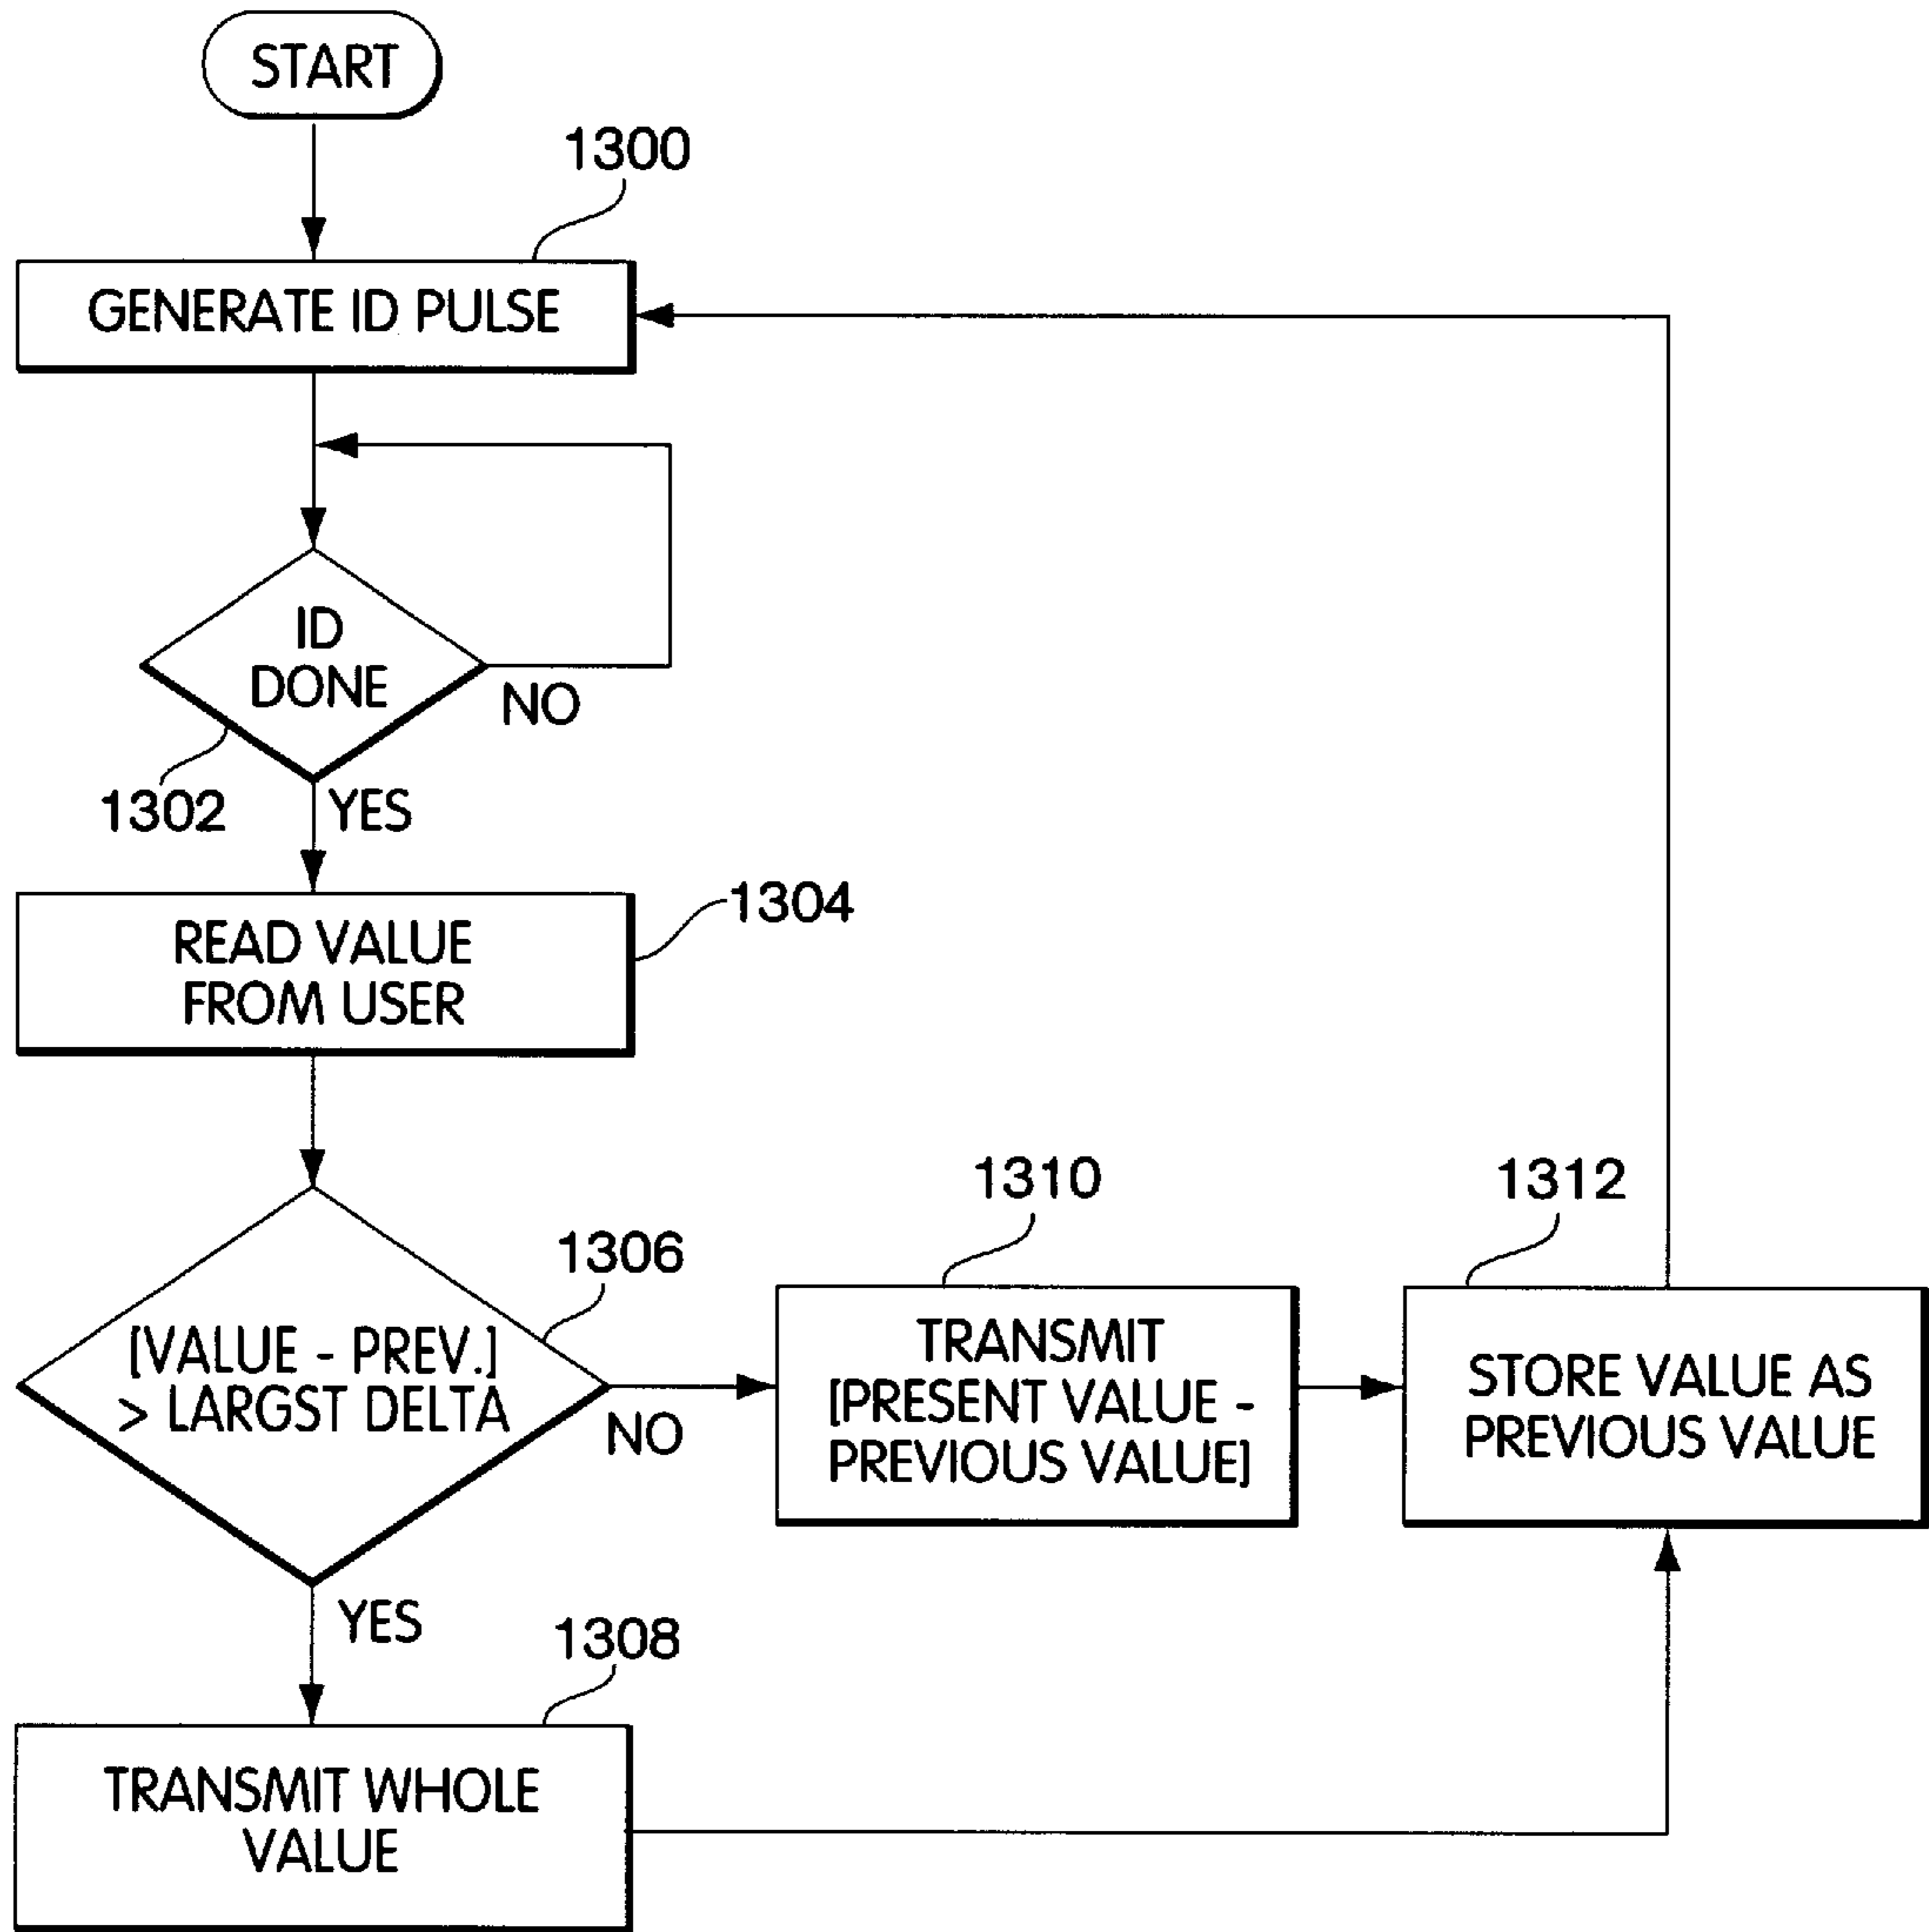 START
1300
GENERATE ID PULSE
ID
DONE
NO
1302
YES
READ VALUE
FROM USER
1304
1306
[VALUE - PREV.]
> LARGST DELTA
NO
YES
1310
TRANSMIT
[PRESENT VALUE -
PREVIOUS VALUE]
1312
STORE VALUE AS
PREVIOUS VALUE
1308
TRANSMIT WHOLE
VALUE